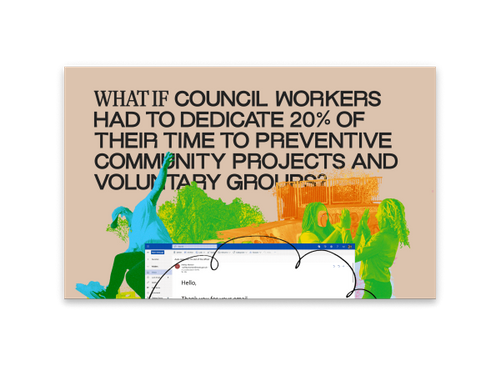 WHAT IF COUNCIL WORKERS
HAD TO DEDICATE 20% OF
THEIR TIME TO PREVENTIVE
COMMUNITY PROJECTS AND
VOLUNTARY GROUPS?
Hello,
Thank you for your email